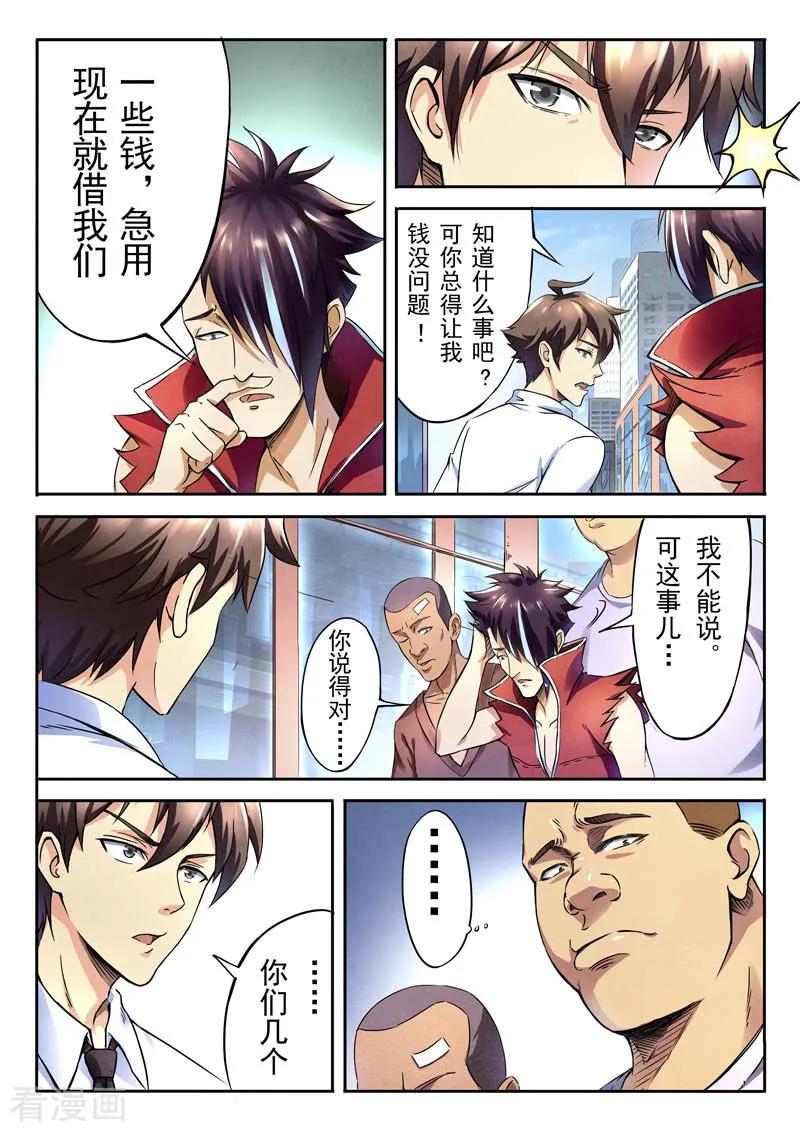 现在就借我们
一些钱，急用
钱没问题！
可你总得让我
知道什么事吧？
你说得对……
可这事儿…
我不能说。
你们几个
……
……
看漫画